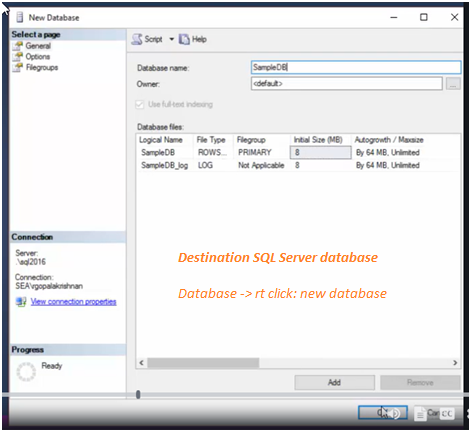 New Database
Select a page
General
Options
Filegroups
Script Help
Database name: SampleDB
Owner: <default> ...
Use full-text indexing
Database files:
Logical Name File Type Filegroup Initial Size (MB) Autogrowth / Maxsize
SampleDB ROWS... PRIMARY 8 By 64 MB, Unlimited
SampleDB_log LOG Not Applicable 8 By 64 MB, Unlimited
Destination SQL Server database
Database -> rt click: new database
Connection
Server:
.\sql2016
Connection:
SEA\vgopalakrishnan
View connection properties
Progress
Ready
Add Remove
CC